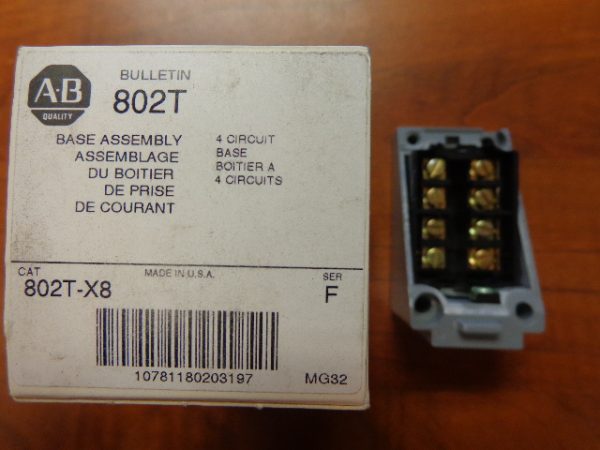 A-B
QUALITY
BULLETIN
802T
BASE ASSEMBLY
ASSEMBLAGE
DU BOITIER
DE PRISE
DE COURANT
4 CIRCUIT
BASE
BOITIER A
4 CIRCUITS
CAT
802T-X8
MADE IN U.S.A.
SER
F
10781180203197
MG32